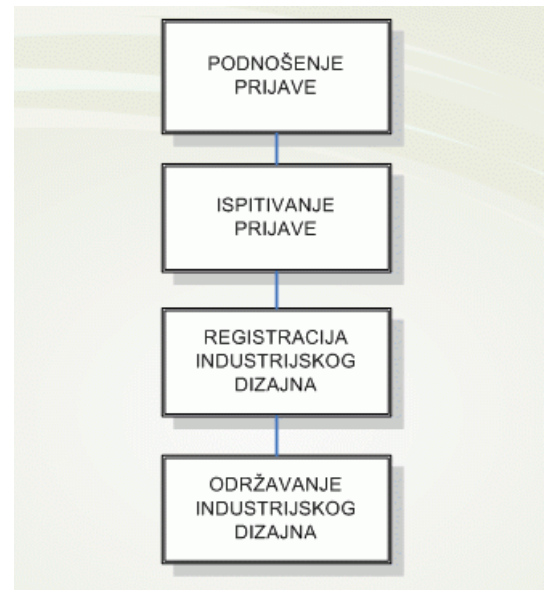 PODNOŠENJE
PRIJAVE
ISPITIVANJE
PRIJAVE
REGISTRACIJA
INDUSTRIJSKOG
DIZAJNA
ODRŽAVANJE
INDUSTRIJSKOG
DIZAJNA